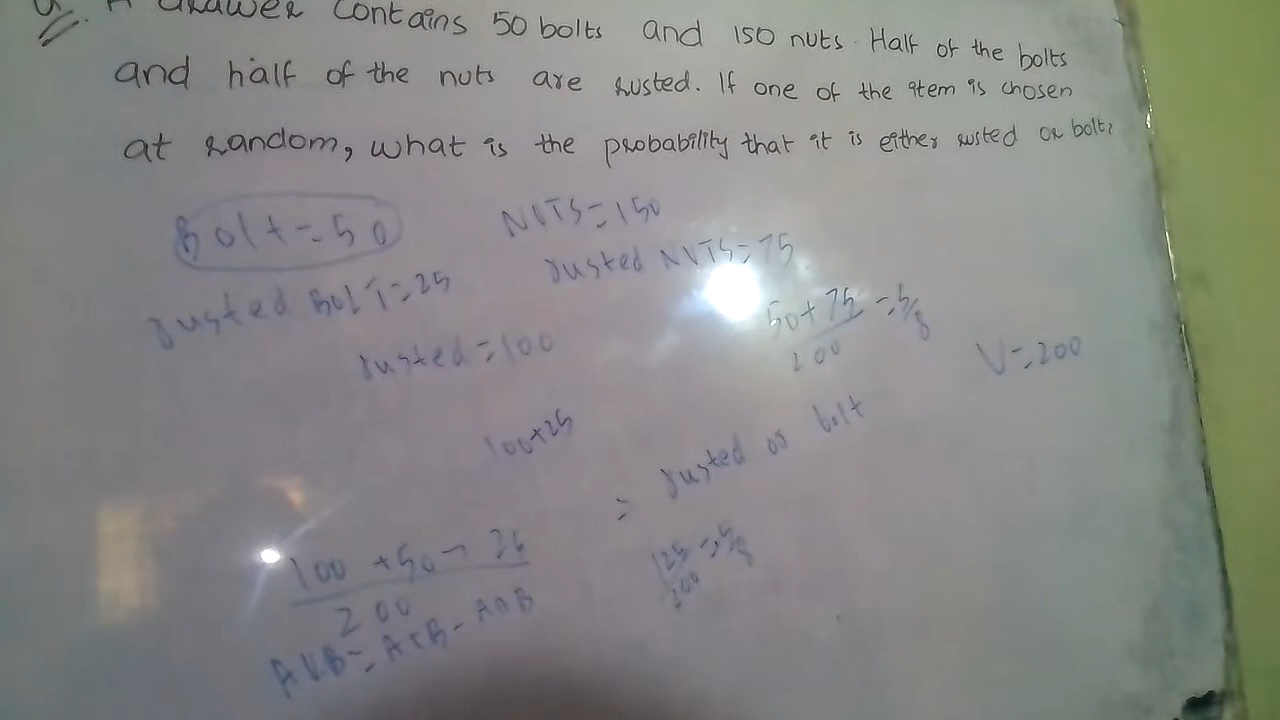 Q. A drawer contains 50 bolts and 150 nuts. Half of the bolts
and half of the nuts are rusted. If one of the item is chosen
at random, what is the probability that it is either rusted or bolt?
Bolt = 50
NUTS = 150
rusted BOLT = 25
rusted NUTS = 75
50 + 75 / 200 = 5/8
rusted = 100
U = 200
100+25
= rusted or bolt
100 + 50 - 25 / 200
125 / 200 = 5/8
AUB = A+B - A∩B